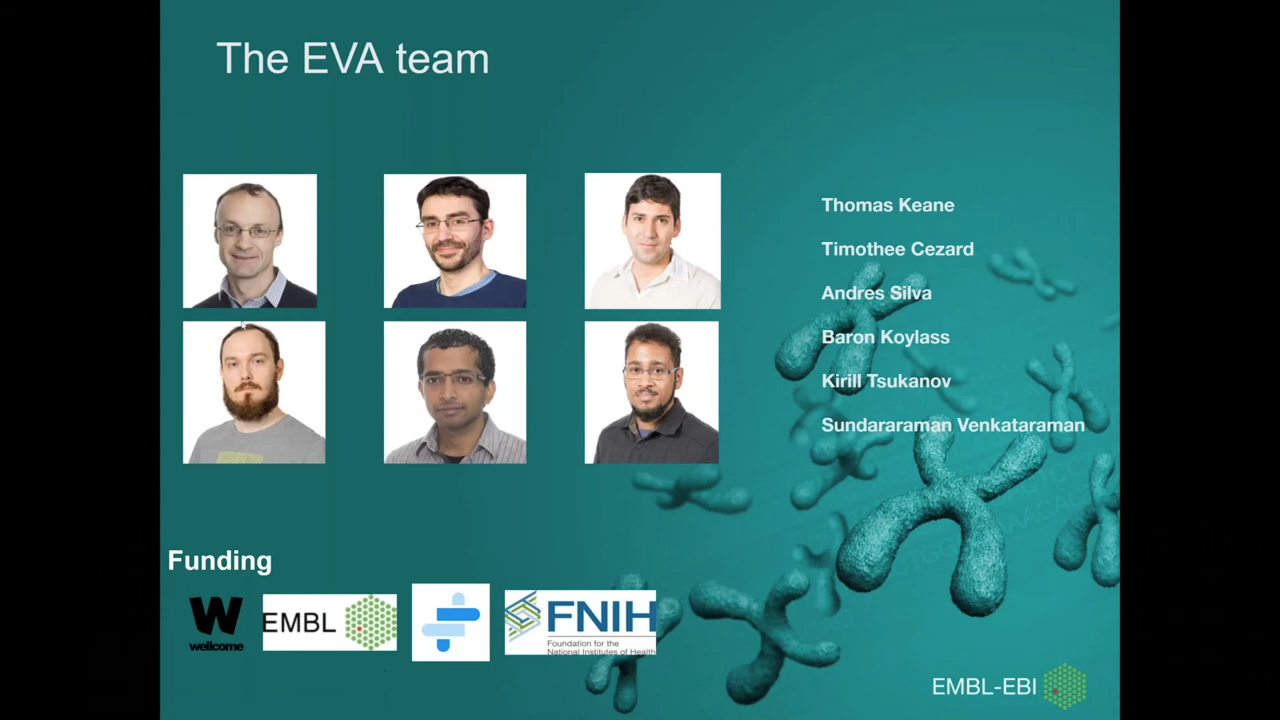 The EVA team
Thomas Keane
Timothee Cezard
Andres Silva
Baron Koylass
Kirill Tsukanov
Sundararaman Venkataraman
Funding
W
wellcome
EMBL
FNIH
Foundation for the
National Institutes of Health
EMBL-EBI